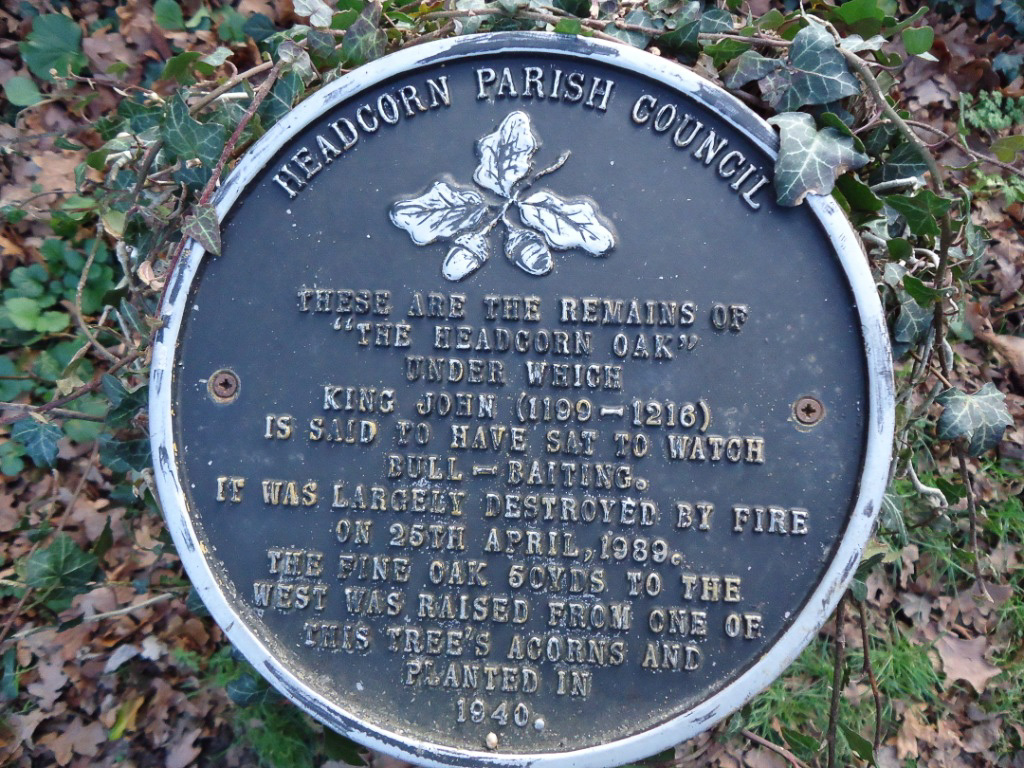 HEADCORN PARISH COUNCIL
THESE ARE THE REMAINS OF
"THE HEADCORN OAK"
UNDER WHICH
KING JOHN (1199-1216)
IS SAID TO HAVE SAT TO WATCH
BULL-BAITING.
IT WAS LARGELY DESTROYED BY FIRE
ON 25TH APRIL, 1989.
THE FINE OAK 50YDS TO THE
WEST WAS RAISED FROM ONE OF
THIS TREE'S ACORNS AND
PLANTED IN
1940.